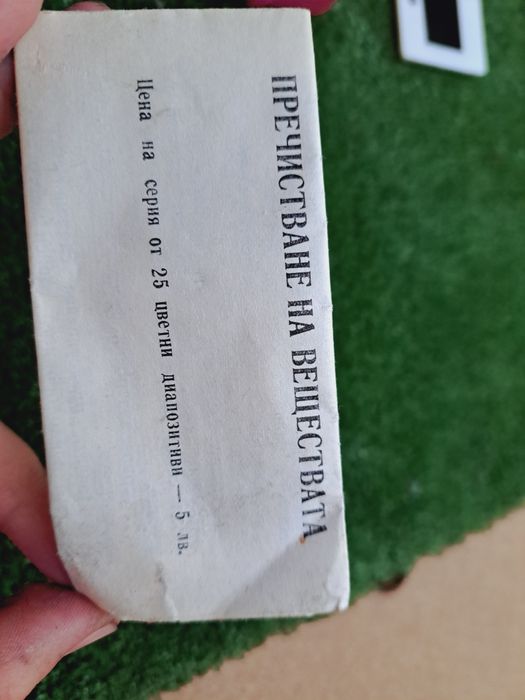 ПРЕЧИСТВАНЕ НА ВЕЩЕСТВАТА
Цена на серия от 25 цветни диапозитиви — 5 лв.